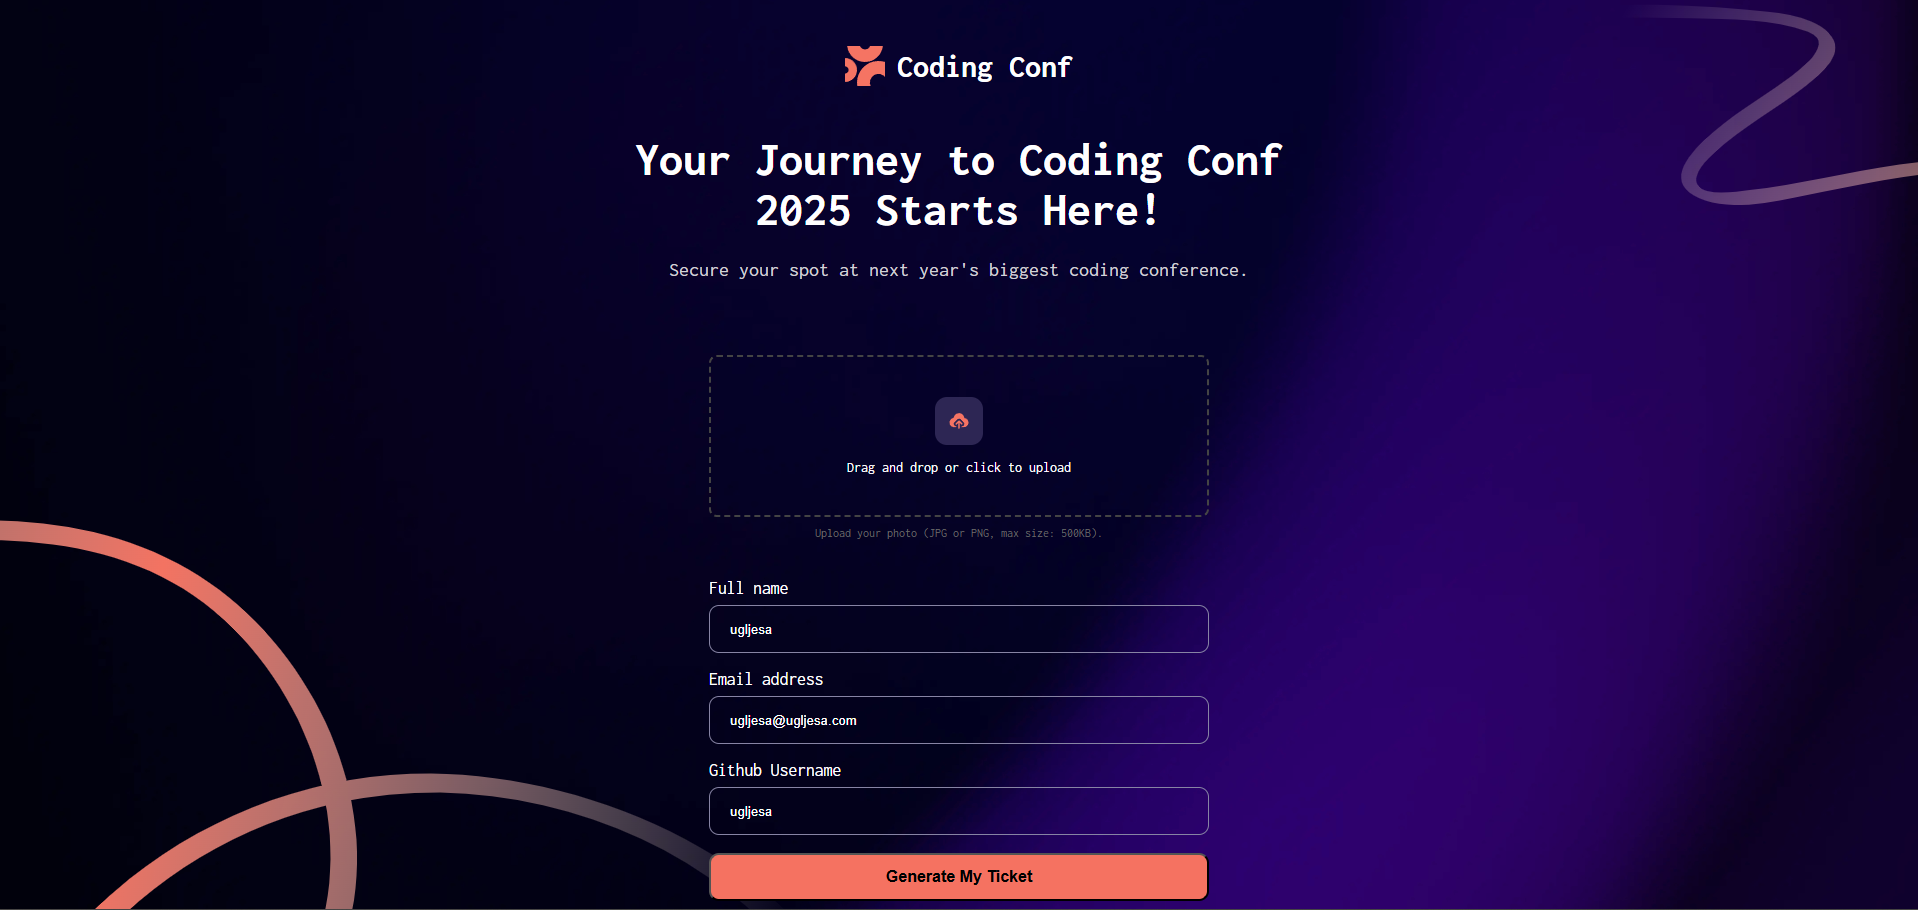 Coding Conf
Your Journey to Coding Conf
2025 Starts Here!
Secure your spot at next year's biggest coding conference.
Drag and drop or click to upload
Upload your photo (JPG or PNG, max size: 500KB).
Full name
ugljesa
Email address
ugljesa@ugljesa.com
Github Username
ugljesa
Generate My Ticket